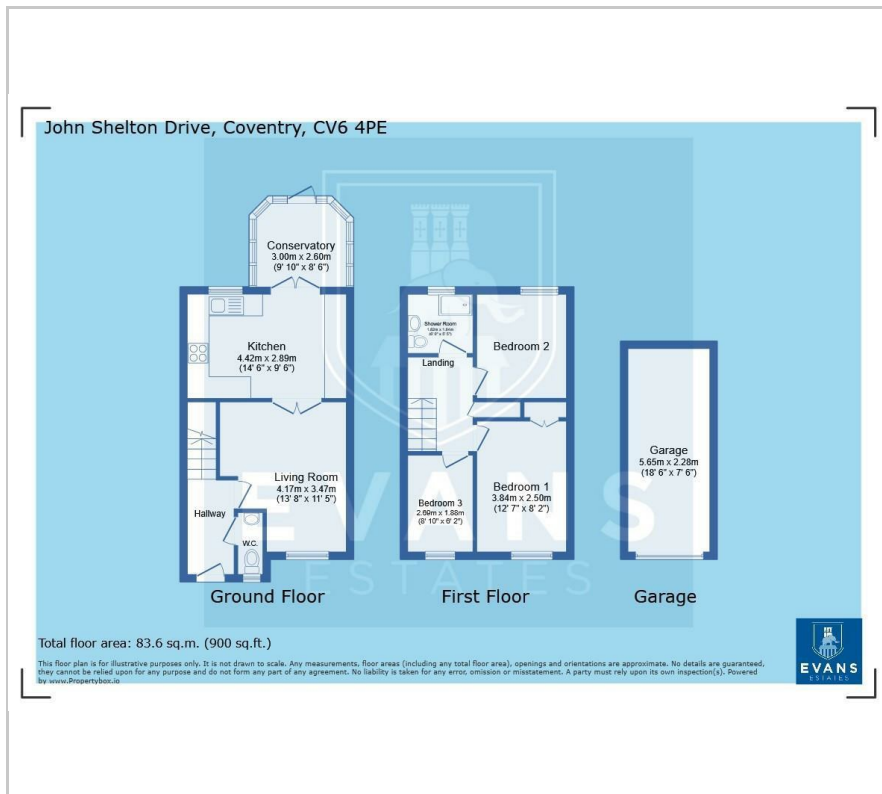 John Shelton Drive, Coventry, CV6 4PE
Conservatory
3.00m x 2.60m
(9' 10" x 8' 6")
Kitchen
4.42m x 2.89m
(14' 6" x 9' 6")
Living Room
4.17m x 3.47m
(13' 8" x 11' 5")
Hallway
W.C.
Ground Floor
Shower Room
Landing
Bedroom 2
Bedroom 1
3.84m x 2.50m
(12' 7" x 8' 2")
Bedroom 3
2.69m x 1.88m
(8' 10" x 6' 2")
First Floor
Garage
5.65m x 2.28m
(18' 6" x 7' 6")
Garage
EVANS
ESTATES
Total floor area: 83.6 sq.m. (900 sq.ft.)
This floor plan is for illustrative purposes only. It is not drawn to scale. Any measurements, floor areas (including any total floor area), openings and orientations are approximate. No details are guaranteed,
they cannot be relied upon for any purpose and do not form any part of any agreement. No liability is taken for any error, omission or misstatement. A party must rely upon its own inspection(s). Powered
by www.Propertybox.io
EVANS
ESTATES